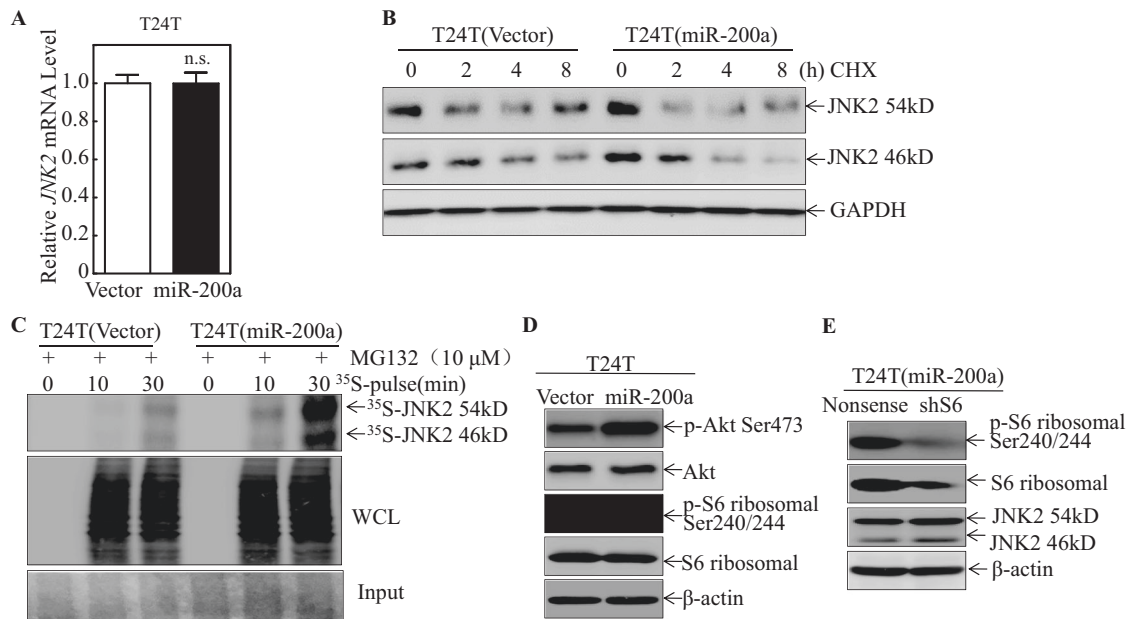 A
T24T
n.s.
1.0
0.8
0.6
0.4
0.2
0
Relative JNK2 mRNA Level
Vector miR-200a
B
T24T(Vector) T24T(miR-200a)
0 2 4 8 0 2 4 8 (h) CHX
JNK2 54kD
JNK2 46kD
GAPDH
C
T24T(Vector) T24T(miR-200a)
+ + + + + + MG132（10 μM）
0 10 30 0 10 30 ³⁵S-pulse(min)
³⁵S-JNK2 54kD
³⁵S-JNK2 46kD
WCL
Input
D
T24T
Vector miR-200a
p-Akt Ser473
Akt
p-S6 ribosomal
Ser240/244
S6 ribosomal
β-actin
E
T24T(miR-200a)
Nonsense shS6
p-S6 ribosomal
Ser240/244
S6 ribosomal
JNK2 54kD
JNK2 46kD
β-actin